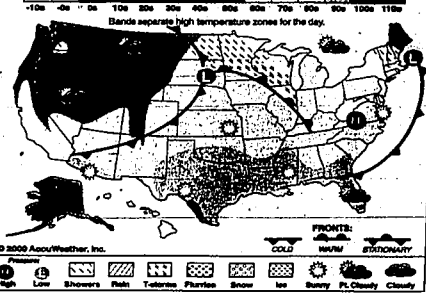 -10s -0s 0s 10s 20s 30s 40s 50s 60s 70s 80s 90s 100s 110s
Bands separate high temperature zones for the day.
L
L
H
© 2000 AccuWeather, Inc.
FRONTS:
COLD WARM STATIONARY
Pressure
H L
High Low Showers Rain T-storms Flurries Snow Ice Sunny Pt. Cloudy Cloudy